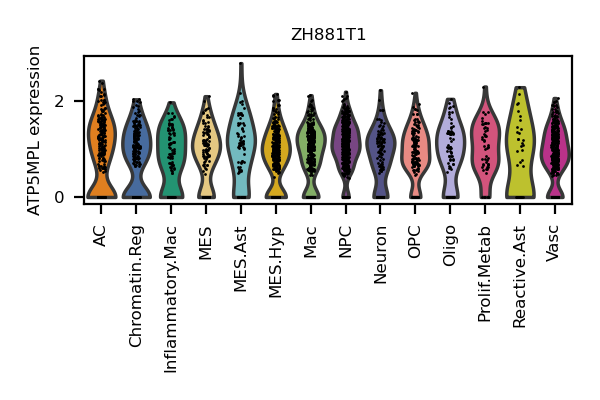 ZH881T1
ATP5MPL expression
2
0
AC
Chromatin.Reg
Inflammatory.Mac
MES
MES.Ast
MES.Hyp
Mac
NPC
Neuron
OPC
Oligo
Prolif.Metab
Reactive.Ast
Vasc